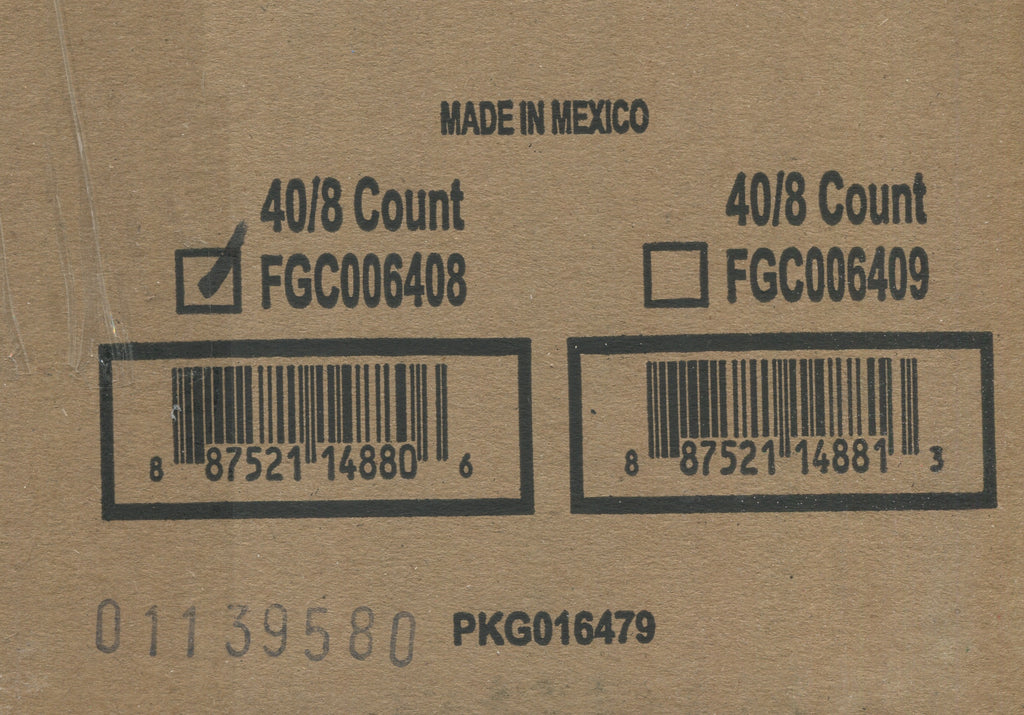 MADE IN MEXICO
40/8 Count
FGC006408
8 87521 14880 6
40/8 Count
FGC006409
8 87521 14881 3
01139580
PKG016479